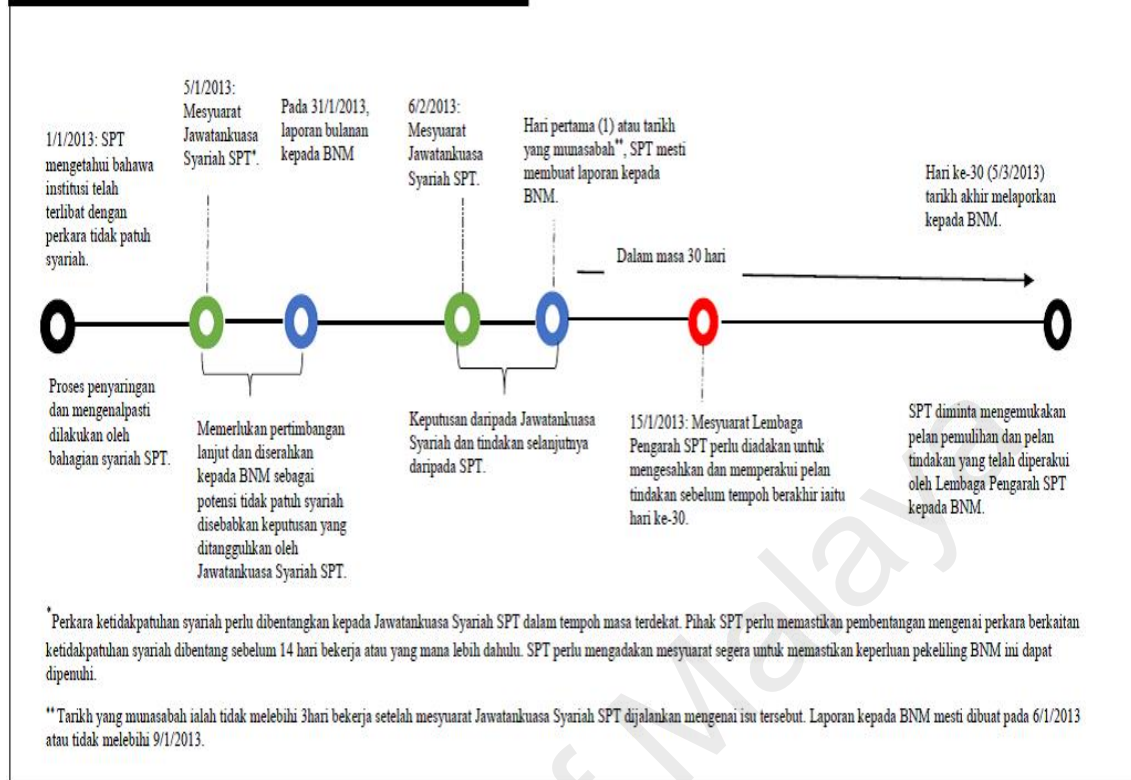 1/1/2013: SPT
mengetahui bahawa
institusi telah
terlibat dengan
perkara tidak patuh
syariah.
5/1/2013:
Mesyuarat
Jawatankuasa
Syariah SPT*.
Pada 31/1/2013,
laporan bulanan
kepada BNM
6/2/2013:
Mesyuarat
Jawatankuasa
Syariah SPT.
Hari pertama (1) atau tarikh
yang munasabah**, SPT mesti
membuat laporan kepada
BNM.
Dalam masa 30 hari
Hari ke-30 (5/3/2013)
tarikh akhir melaporkan
kepada BNM.
Proses penyaringan
dan mengenalpasti
dilakukan oleh
bahagian syariah SPT.
Memerlukan pertimbangan
lanjut dan diserahkan
kepada BNM sebagai
potensi tidak patuh syariah
disebabkan keputusan yang
ditangguhkan oleh
Jawatankuasa Syariah SPT.
Keputusan daripada Jawatankuasa
Syariah dan tindakan selanjutnya
daripada SPT.
15/1/2013: Mesyuarat Lembaga
Pengarah SPT perlu diadakan untuk
mengesahkan dan memperakui pelan
tindakan sebelum tempoh berakhir iaitu
hari ke-30.
SPT diminta mengemukakan
pelan pemulihan dan pelan
tindakan yang telah diperakui
oleh Lembaga Pengarah SPT
kepada BNM.
*Perkara ketidakpatuhan syariah perlu dibentangkan kepada Jawatankuasa Syariah SPT dalam tempoh masa terdekat. Pihak SPT perlu memastikan pembentangan mengenai perkara berkaitan
ketidakpatuhan syariah dibentang sebelum 14 hari bekerja atau yang mana lebih dahulu. SPT perlu mengadakan mesyuarat segera untuk memastikan keperluan pekeliling BNM ini dapat
dipenuhi.
**Tarikh yang munasabah ialah tidak melebihi 3hari bekerja setelah mesyuarat Jawatankuasa Syariah SPT dijalankan mengenai isu tersebut. Laporan kepada BNM mesti dibuat pada 6/1/2013
atau tidak melebihi 9/1/2013.
of Malaya